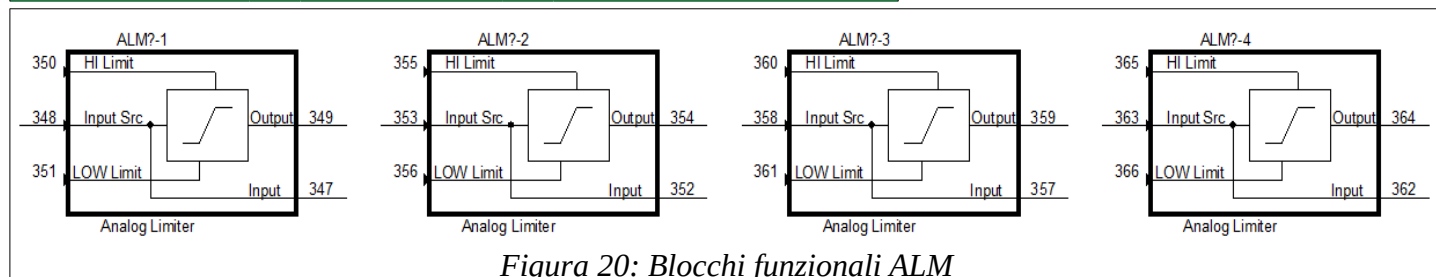 ALM?-1 ALM?-2 ALM?-3 ALM?-4
350 HI Limit 355 HI Limit 360 HI Limit 365 HI Limit
348 Input Src Output 349 353 Input Src Output 354 358 Input Src Output 359 363 Input Src Output 364
351 LOW Limit 356 LOW Limit 361 LOW Limit 366 LOW Limit
Input 347 Input 352 Input 357 Input 362
Analog Limiter Analog Limiter Analog Limiter Analog Limiter
Figura 20: Blocchi funzionali ALM